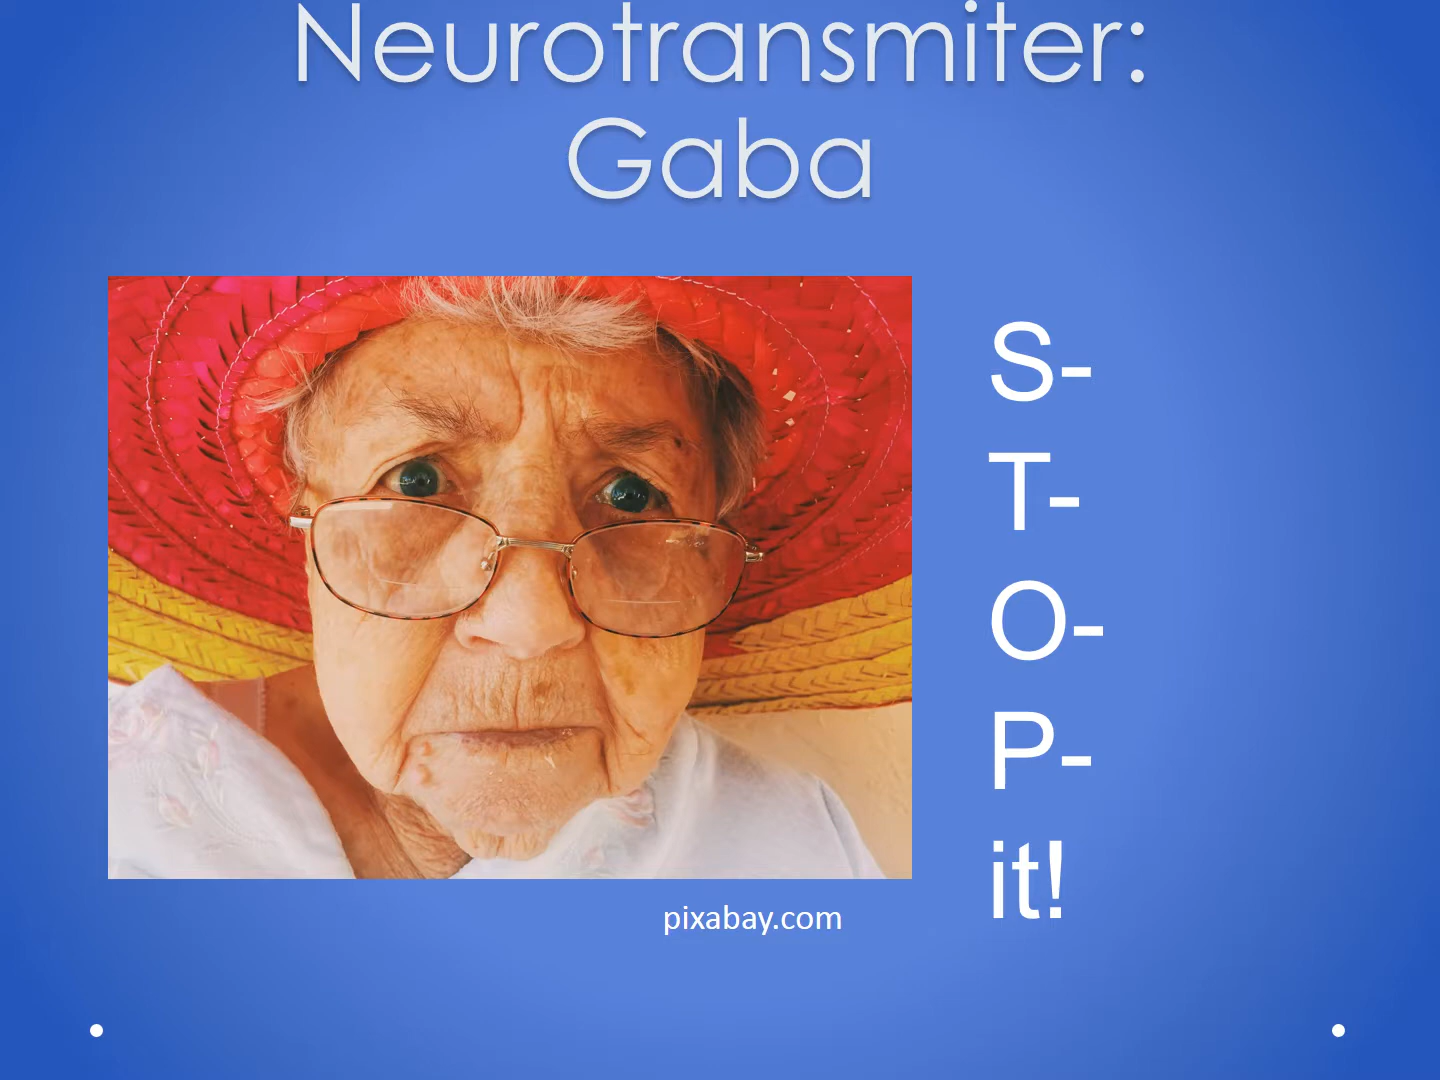 Neurotransmiter:
Gaba
S-
T-
O-
P-
it!
pixabay.com